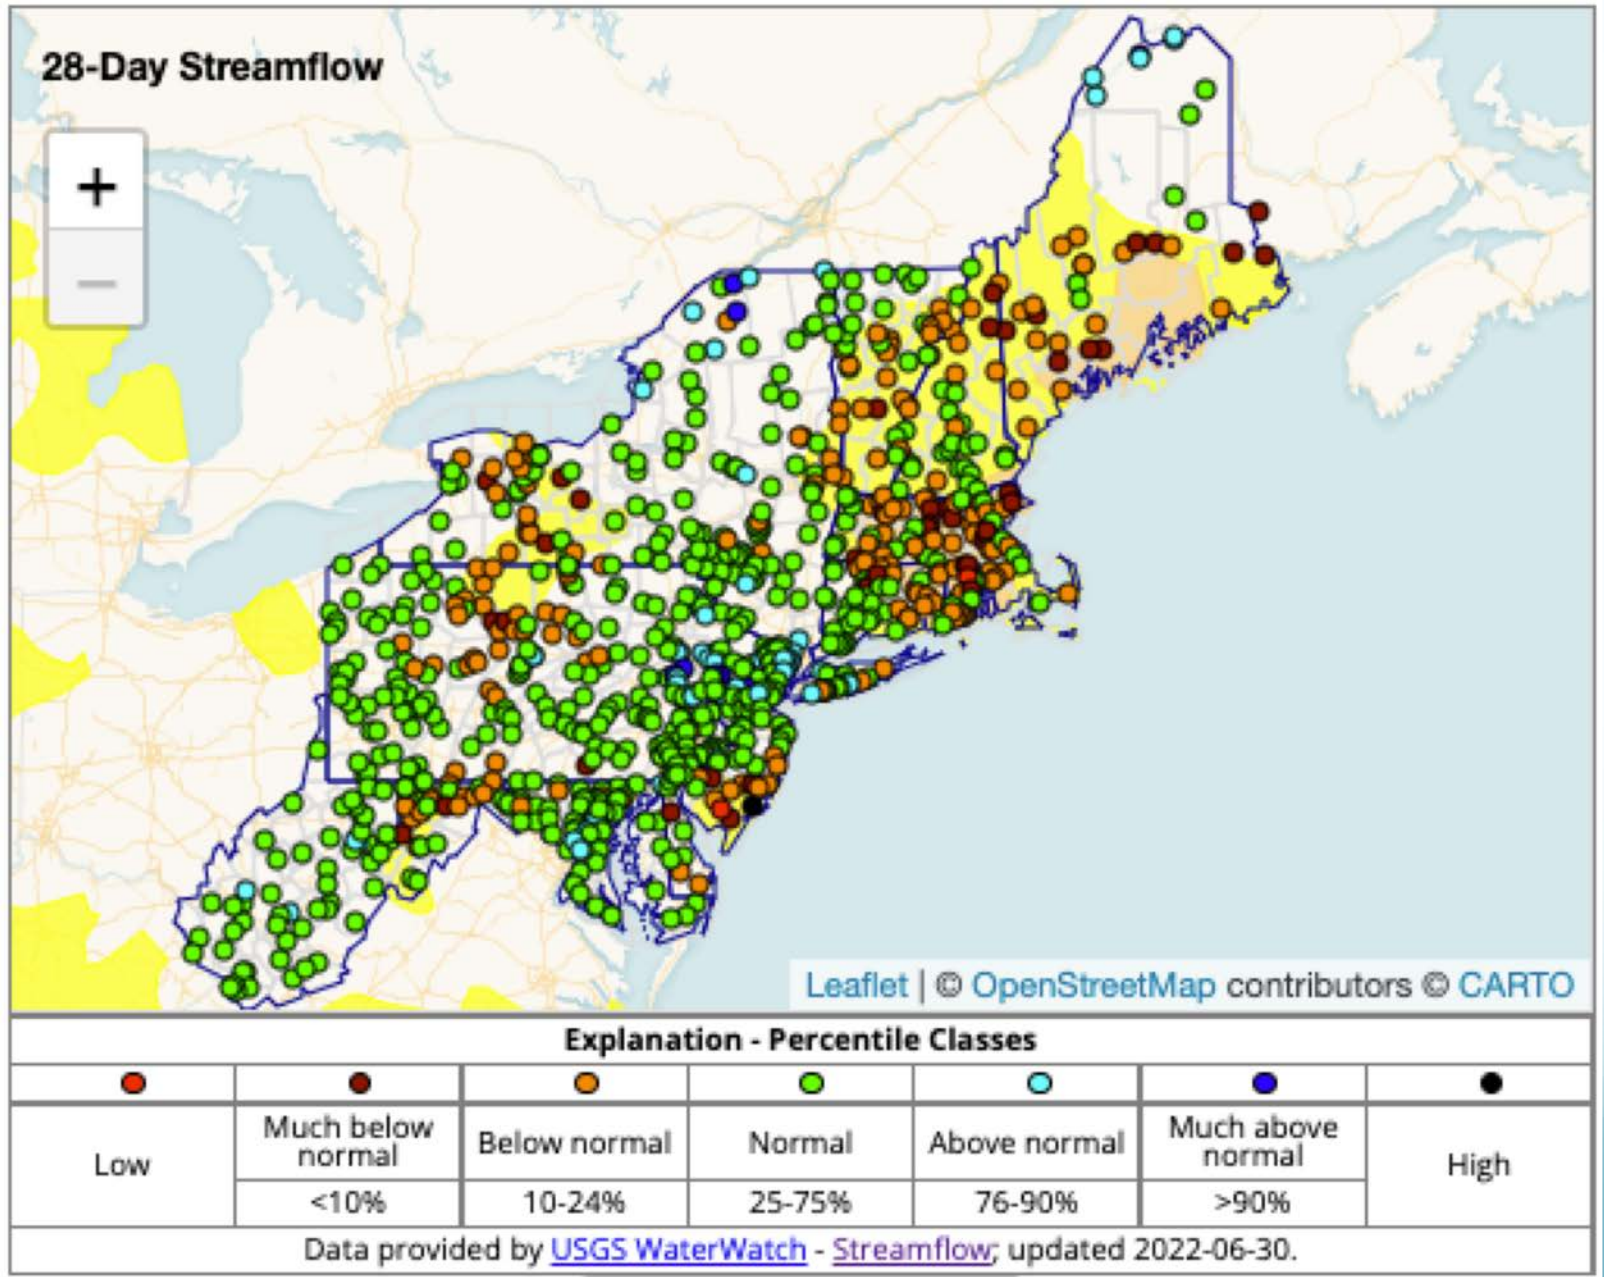 28-Day Streamflow
+
−
Leaflet | © OpenStreetMap contributors © CARTO
Explanation - Percentile Classes
Low
Much below normal
Below normal
Normal
Above normal
Much above normal
High
<10%
10-24%
25-75%
76-90%
>90%
Data provided by USGS WaterWatch - Streamflow; updated 2022-06-30.